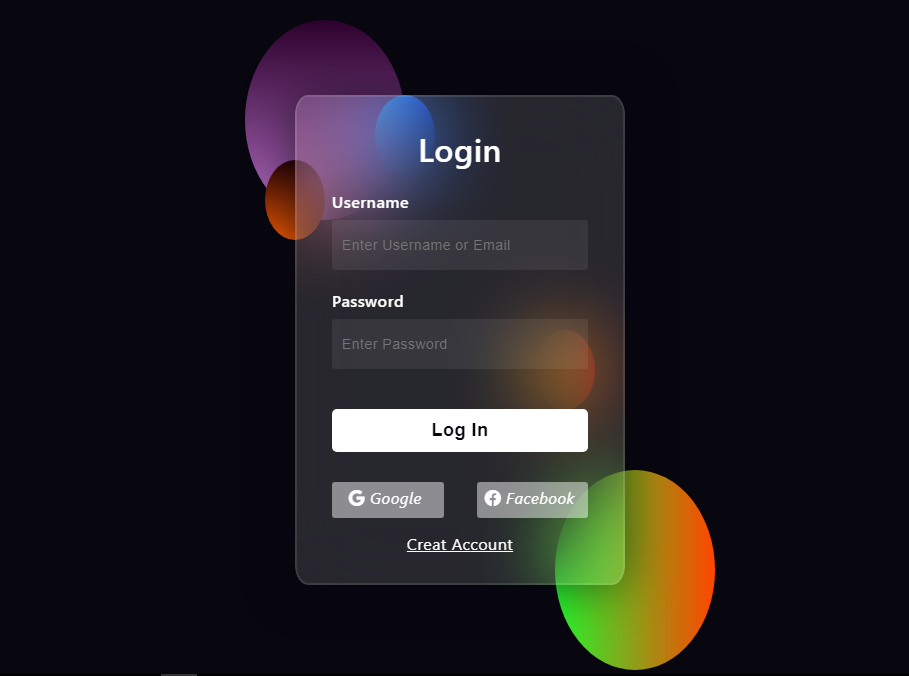 Login
Username
Enter Username or Email
Password
Enter Password
Log In
Google Facebook
Creat Account